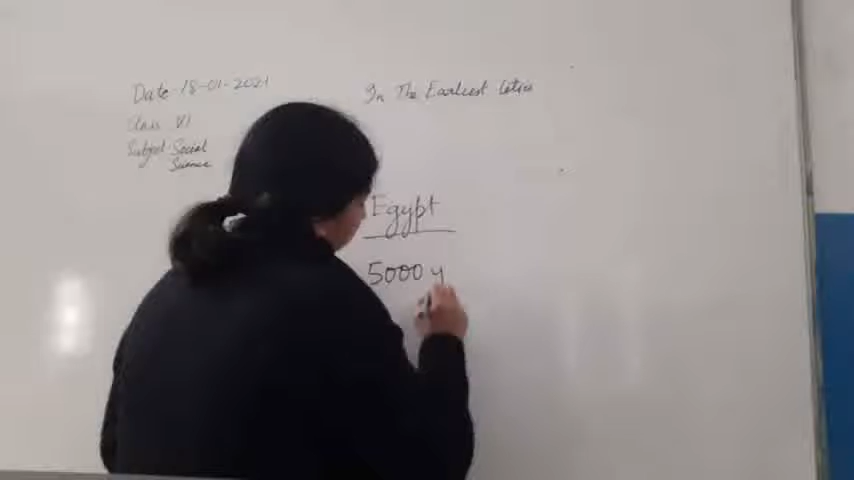 Date-18-01-2021
In The Earliest Cities
Class VI
Subject-Social
Science
Egypt
5000 y